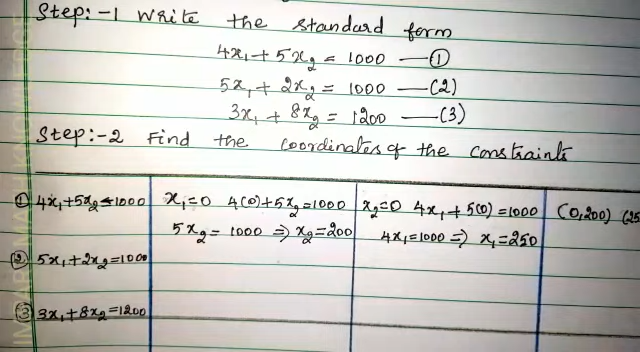 Step:-1 Write the standard form
4x₁+5x₂ = 1000 —①
5x₁+2x₂ = 1000 —(2)
3x₁+8x₂ = 1200 —(3)
Step:-2 Find the coordinates of the constraints
① 4x₁+5x₂=1000 x₁=0 4(0)+5x₂=1000 x₂=0 4x₁+5(0)=1000 (0,200) (25
5x₂= 1000 ⇒ x₂=200 4x₁=1000 ⇒ x₁=250
② 5x₁+2x₂=1000
③ 3x₁+8x₂=1200